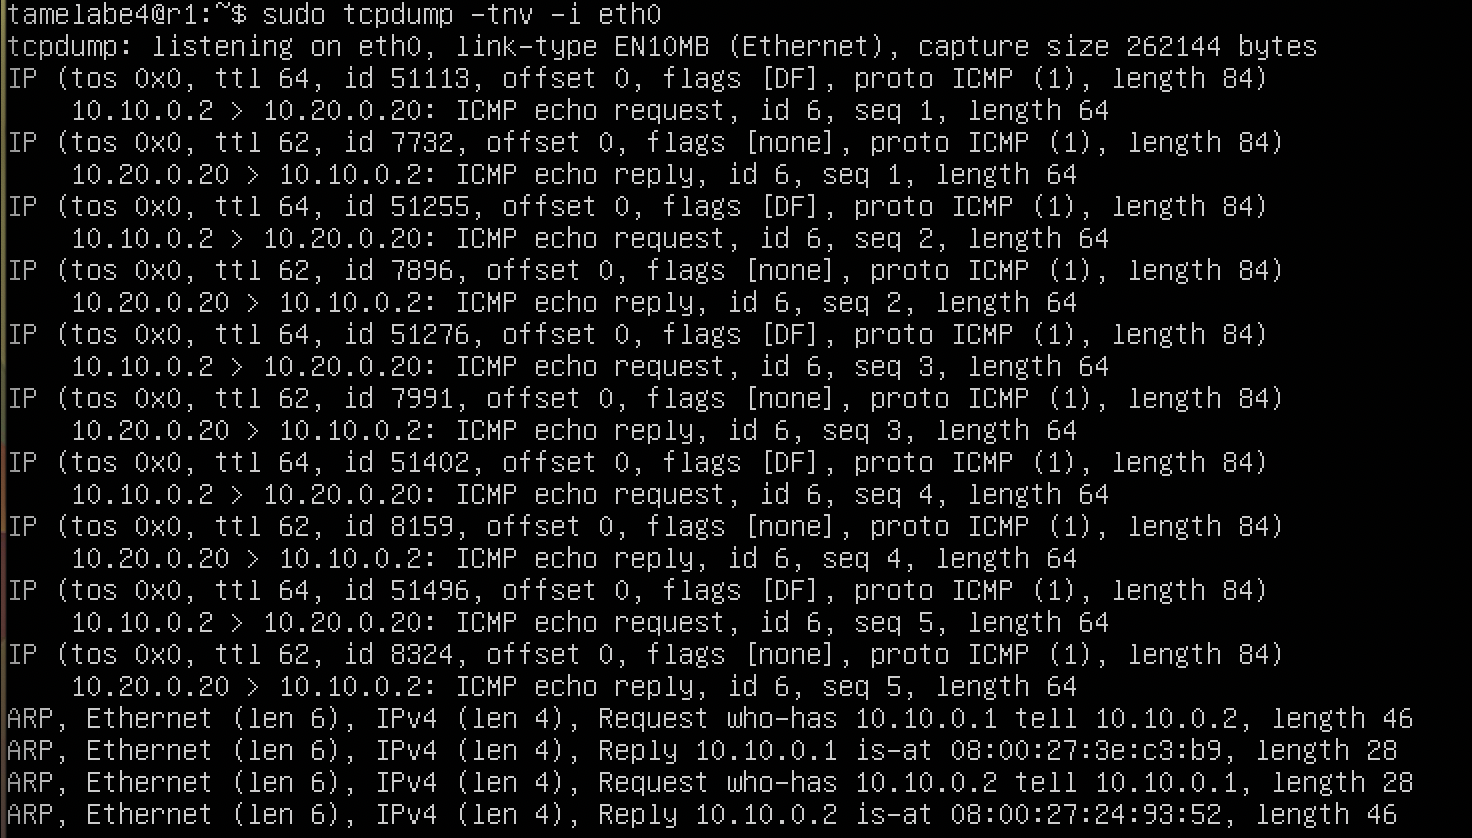 tamelabe4@r1:~$ sudo tcpdump -tnv -i eth0
tcpdump: listening on eth0, link-type EN10MB (Ethernet), capture size 262144 bytes
IP (tos 0x0, ttl 64, id 51113, offset 0, flags [DF], proto ICMP (1), length 84)
    10.10.0.2 > 10.20.0.20: ICMP echo request, id 6, seq 1, length 64
IP (tos 0x0, ttl 62, id 7732, offset 0, flags [none], proto ICMP (1), length 84)
    10.20.0.20 > 10.10.0.2: ICMP echo reply, id 6, seq 1, length 64
IP (tos 0x0, ttl 64, id 51255, offset 0, flags [DF], proto ICMP (1), length 84)
    10.10.0.2 > 10.20.0.20: ICMP echo request, id 6, seq 2, length 64
IP (tos 0x0, ttl 62, id 7896, offset 0, flags [none], proto ICMP (1), length 84)
    10.20.0.20 > 10.10.0.2: ICMP echo reply, id 6, seq 2, length 64
IP (tos 0x0, ttl 64, id 51276, offset 0, flags [DF], proto ICMP (1), length 84)
    10.10.0.2 > 10.20.0.20: ICMP echo request, id 6, seq 3, length 64
IP (tos 0x0, ttl 62, id 7991, offset 0, flags [none], proto ICMP (1), length 84)
    10.20.0.20 > 10.10.0.2: ICMP echo reply, id 6, seq 3, length 64
IP (tos 0x0, ttl 64, id 51402, offset 0, flags [DF], proto ICMP (1), length 84)
    10.10.0.2 > 10.20.0.20: ICMP echo request, id 6, seq 4, length 64
IP (tos 0x0, ttl 62, id 8159, offset 0, flags [none], proto ICMP (1), length 84)
    10.20.0.20 > 10.10.0.2: ICMP echo reply, id 6, seq 4, length 64
IP (tos 0x0, ttl 64, id 51496, offset 0, flags [DF], proto ICMP (1), length 84)
    10.10.0.2 > 10.20.0.20: ICMP echo request, id 6, seq 5, length 64
IP (tos 0x0, ttl 62, id 8324, offset 0, flags [none], proto ICMP (1), length 84)
    10.20.0.20 > 10.10.0.2: ICMP echo reply, id 6, seq 5, length 64
ARP, Ethernet (len 6), IPv4 (len 4), Request who-has 10.10.0.1 tell 10.10.0.2, length 46
ARP, Ethernet (len 6), IPv4 (len 4), Reply 10.10.0.1 is-at 08:00:27:3e:c3:b9, length 28
ARP, Ethernet (len 6), IPv4 (len 4), Request who-has 10.10.0.2 tell 10.10.0.1, length 28
ARP, Ethernet (len 6), IPv4 (len 4), Reply 10.10.0.2 is-at 08:00:27:24:93:52, length 46